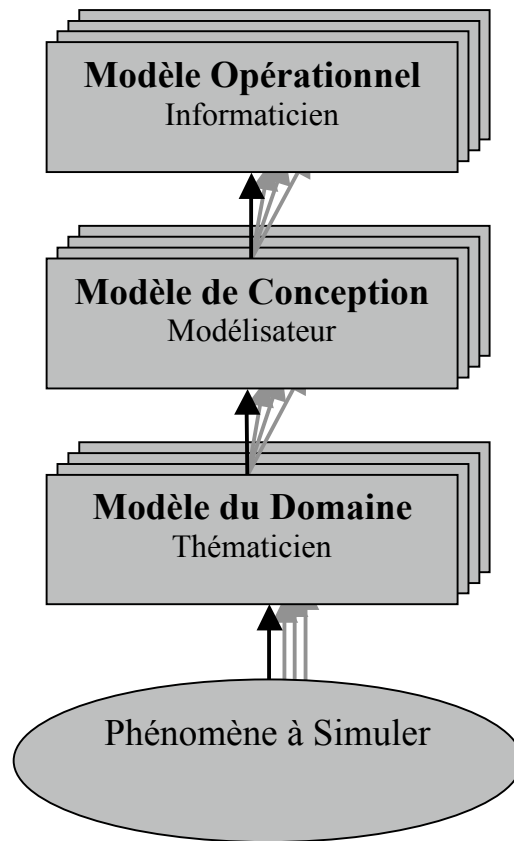 Modèle Opérationnel
Informaticien
Modèle de Conception
Modélisateur
Modèle du Domaine
Thématicien
Phénomène à Simuler